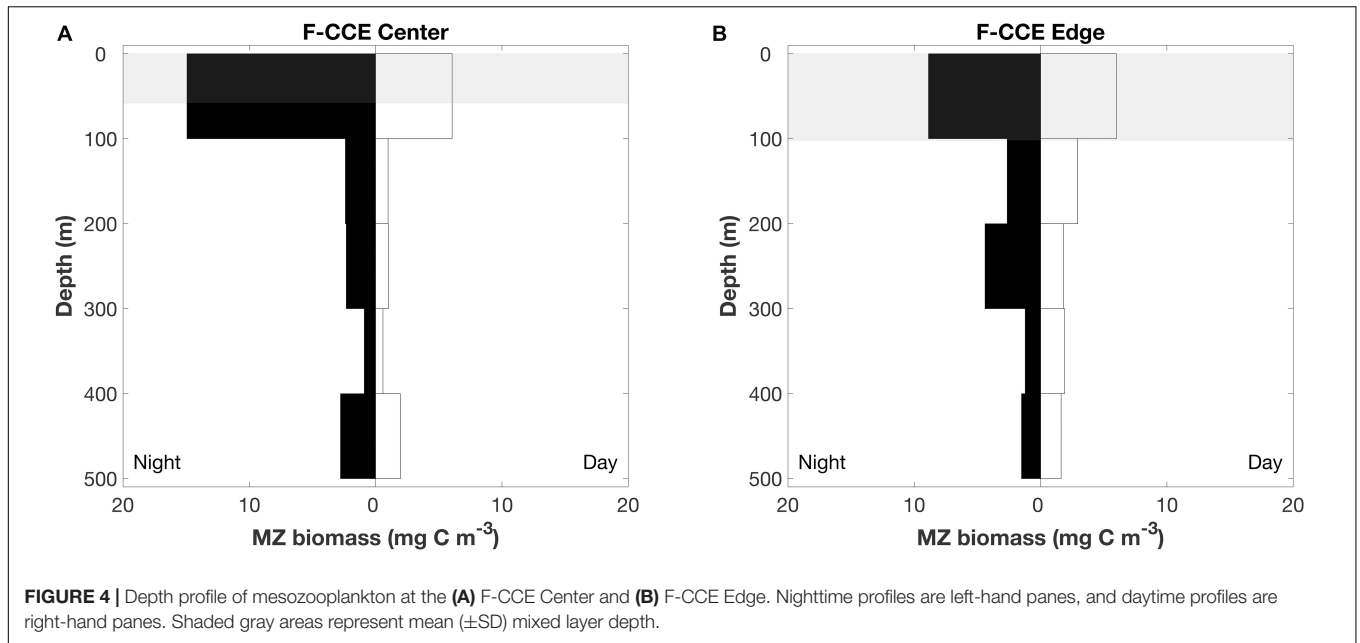 A
F-CCE Center
0
100
200
300
400
500
Depth (m)
Night
Day
20
10
0
10
20
MZ biomass (mg C m⁻³)
B
F-CCE Edge
0
100
200
300
400
500
Depth (m)
Night
Day
20
10
0
10
20
MZ biomass (mg C m⁻³)
FIGURE 4 | Depth profile of mesozooplankton at the (A) F-CCE Center and (B) F-CCE Edge. Nighttime profiles are left-hand panes, and daytime profiles are
right-hand panes. Shaded gray areas represent mean (±SD) mixed layer depth.